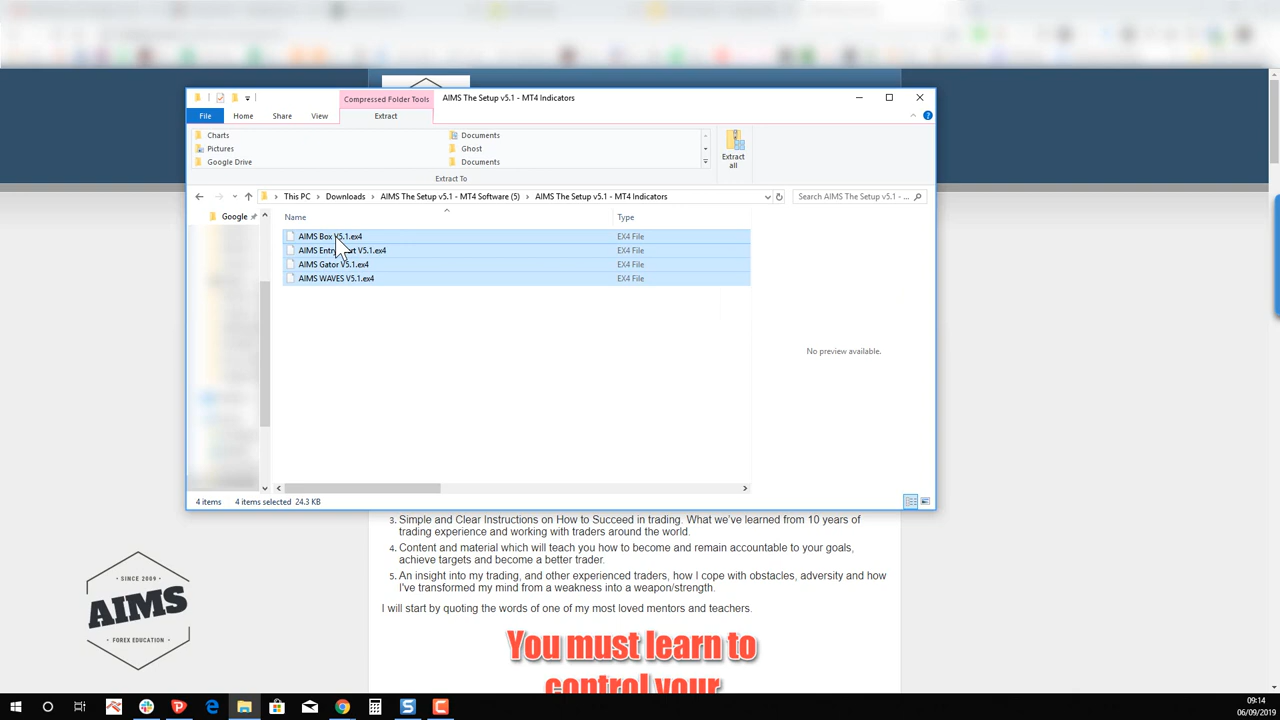 Compressed Folder Tools
AIMS The Setup v5.1 - MT4 Indicators
File
Home
Share
View
Extract
Charts
Pictures
Google Drive
Documents
Ghost
Documents
Extract
all
Extract To
This PC
Downloads
AIMS The Setup v5.1 - MT4 Software (5)
AIMS The Setup v5.1 - MT4 Indicators
Search AIMS The Setup v5.1 - ...
Google
Name
Type
AIMS Box V5.1.ex4
EX4 File
AIMS Entry V5.1.ex4
EX4 File
AIMS Gator V5.1.ex4
EX4 File
AIMS WAVES V5.1.ex4
EX4 File
No preview available.
4 items
4 items selected 24.3 KB
3. Simple and Clear Instructions on How to Succeed in trading. What we've learned from 10 years of
trading experience and working with traders around the world.
4. Content and material which will teach you how to become and remain accountable to your goals,
achieve targets and become a better trader.
5. An insight into my trading, and other experienced traders, how I cope with obstacles, adversity and how
I've transformed my mind from a weakness into a weapon/strength.
I will start by quoting the words of one of my most loved mentors and teachers.
You must learn to
control your
· SINCE 2009 ·
AIMS
· FOREX EDUCATION ·
09:14
06/09/2019